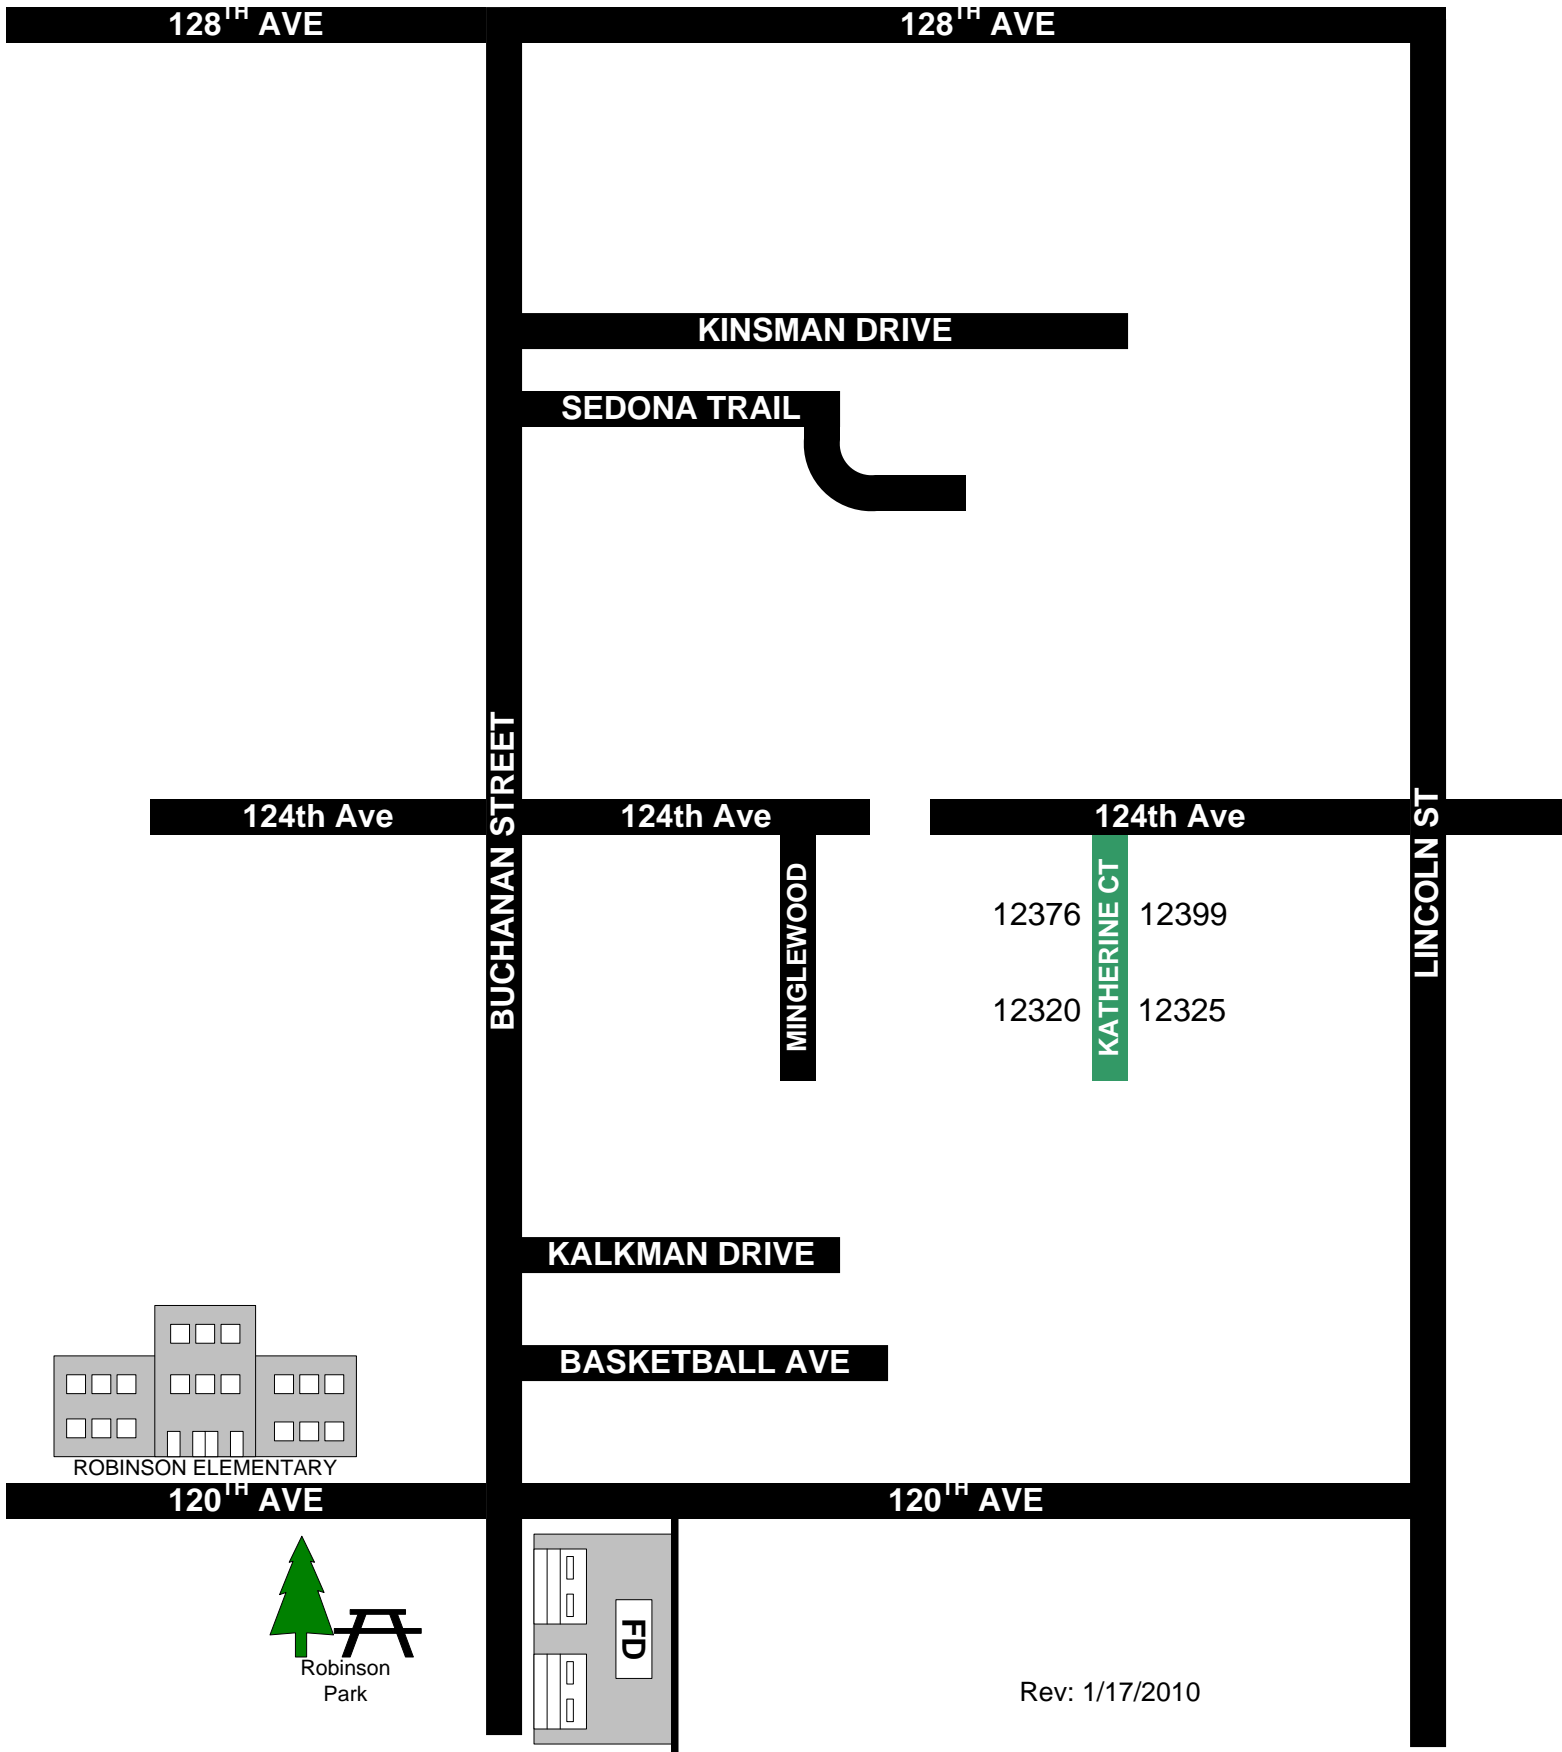 128TH AVE
128TH AVE
KINSMAN DRIVE
SEDONA TRAIL
BUCHANAN STREET
124th Ave
124th Ave
124th Ave
LINCOLN ST
MINGLEWOOD
KATHERINE CT
12376
12399
12320
12325
KALKMAN DRIVE
BASKETBALL AVE
ROBINSON ELEMENTARY
120TH AVE
120TH AVE
FD
Robinson
Park
Rev: 1/17/2010